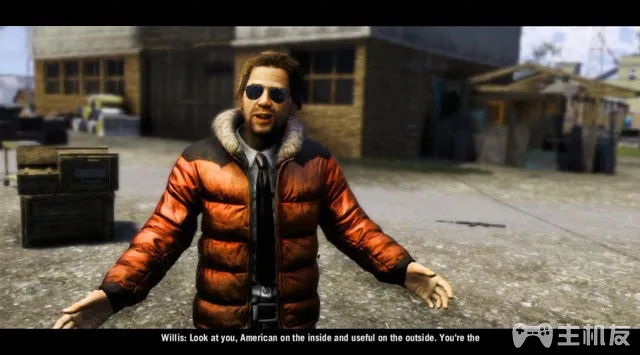 Willis: Look at you, American on the inside and useful on the outside. You're the
主机友